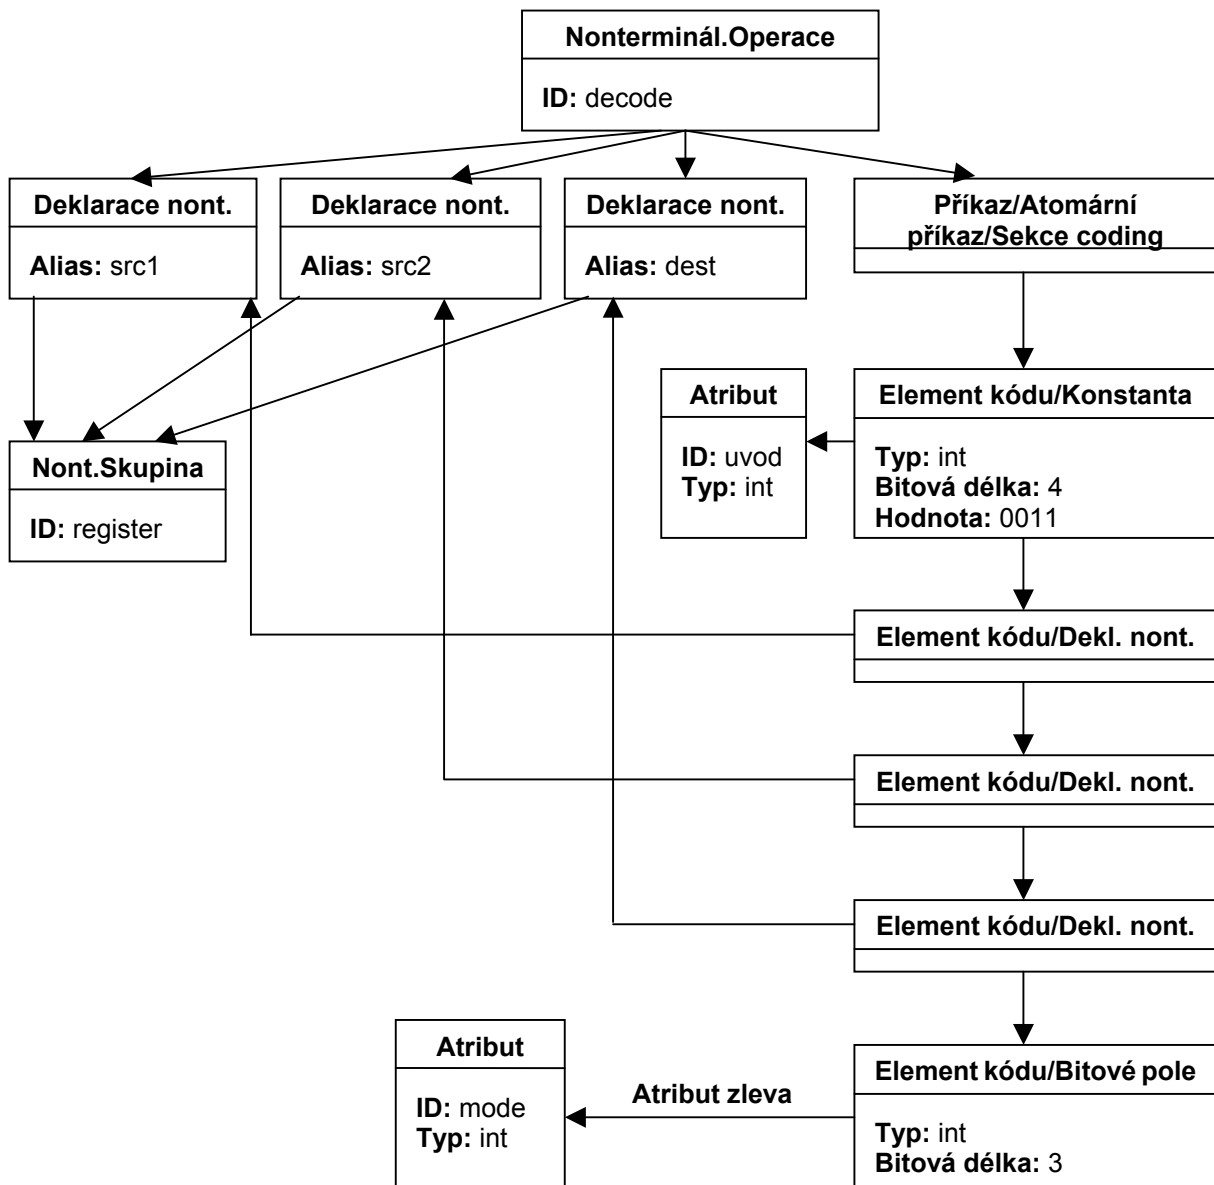 Nonterminál.Operace
ID: decode
Deklarace nont.
Alias: src1
Deklarace nont.
Alias: src2
Deklarace nont.
Alias: dest
Příkaz/Atomární
příkaz/Sekce coding
Atribut
ID: uvod
Typ: int
Element kódu/Konstanta
Typ: int
Bitová délka: 4
Hodnota: 0011
Nont.Skupina
ID: register
Element kódu/Dekl. nont.
Element kódu/Dekl. nont.
Element kódu/Dekl. nont.
Atribut
ID: mode
Typ: int
Atribut zleva
Element kódu/Bitové pole
Typ: int
Bitová délka: 3